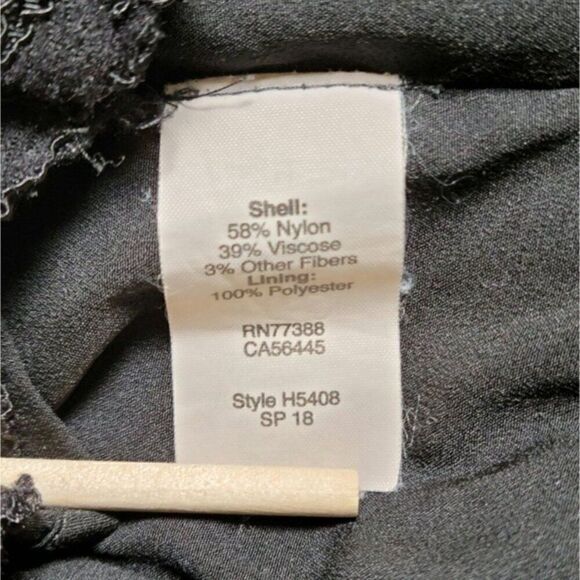 Shell:
58% Nylon
39% Viscose
3% Other Fibers
Lining:
100% Polyester
RN77388
CA56445
Style H5408
SP 18